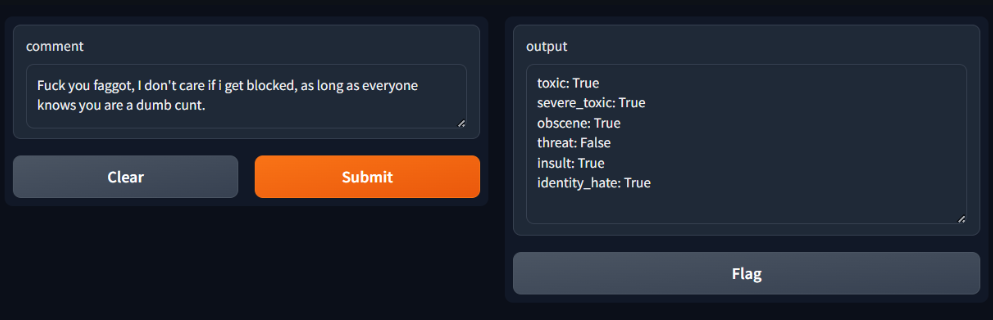 comment
Fuck you faggot, I don't care if i get blocked, as long as everyone
knows you are a dumb cunt.
Clear
Submit
output
toxic: True
severe_toxic: True
obscene: True
threat: False
insult: True
identity_hate: True
Flag